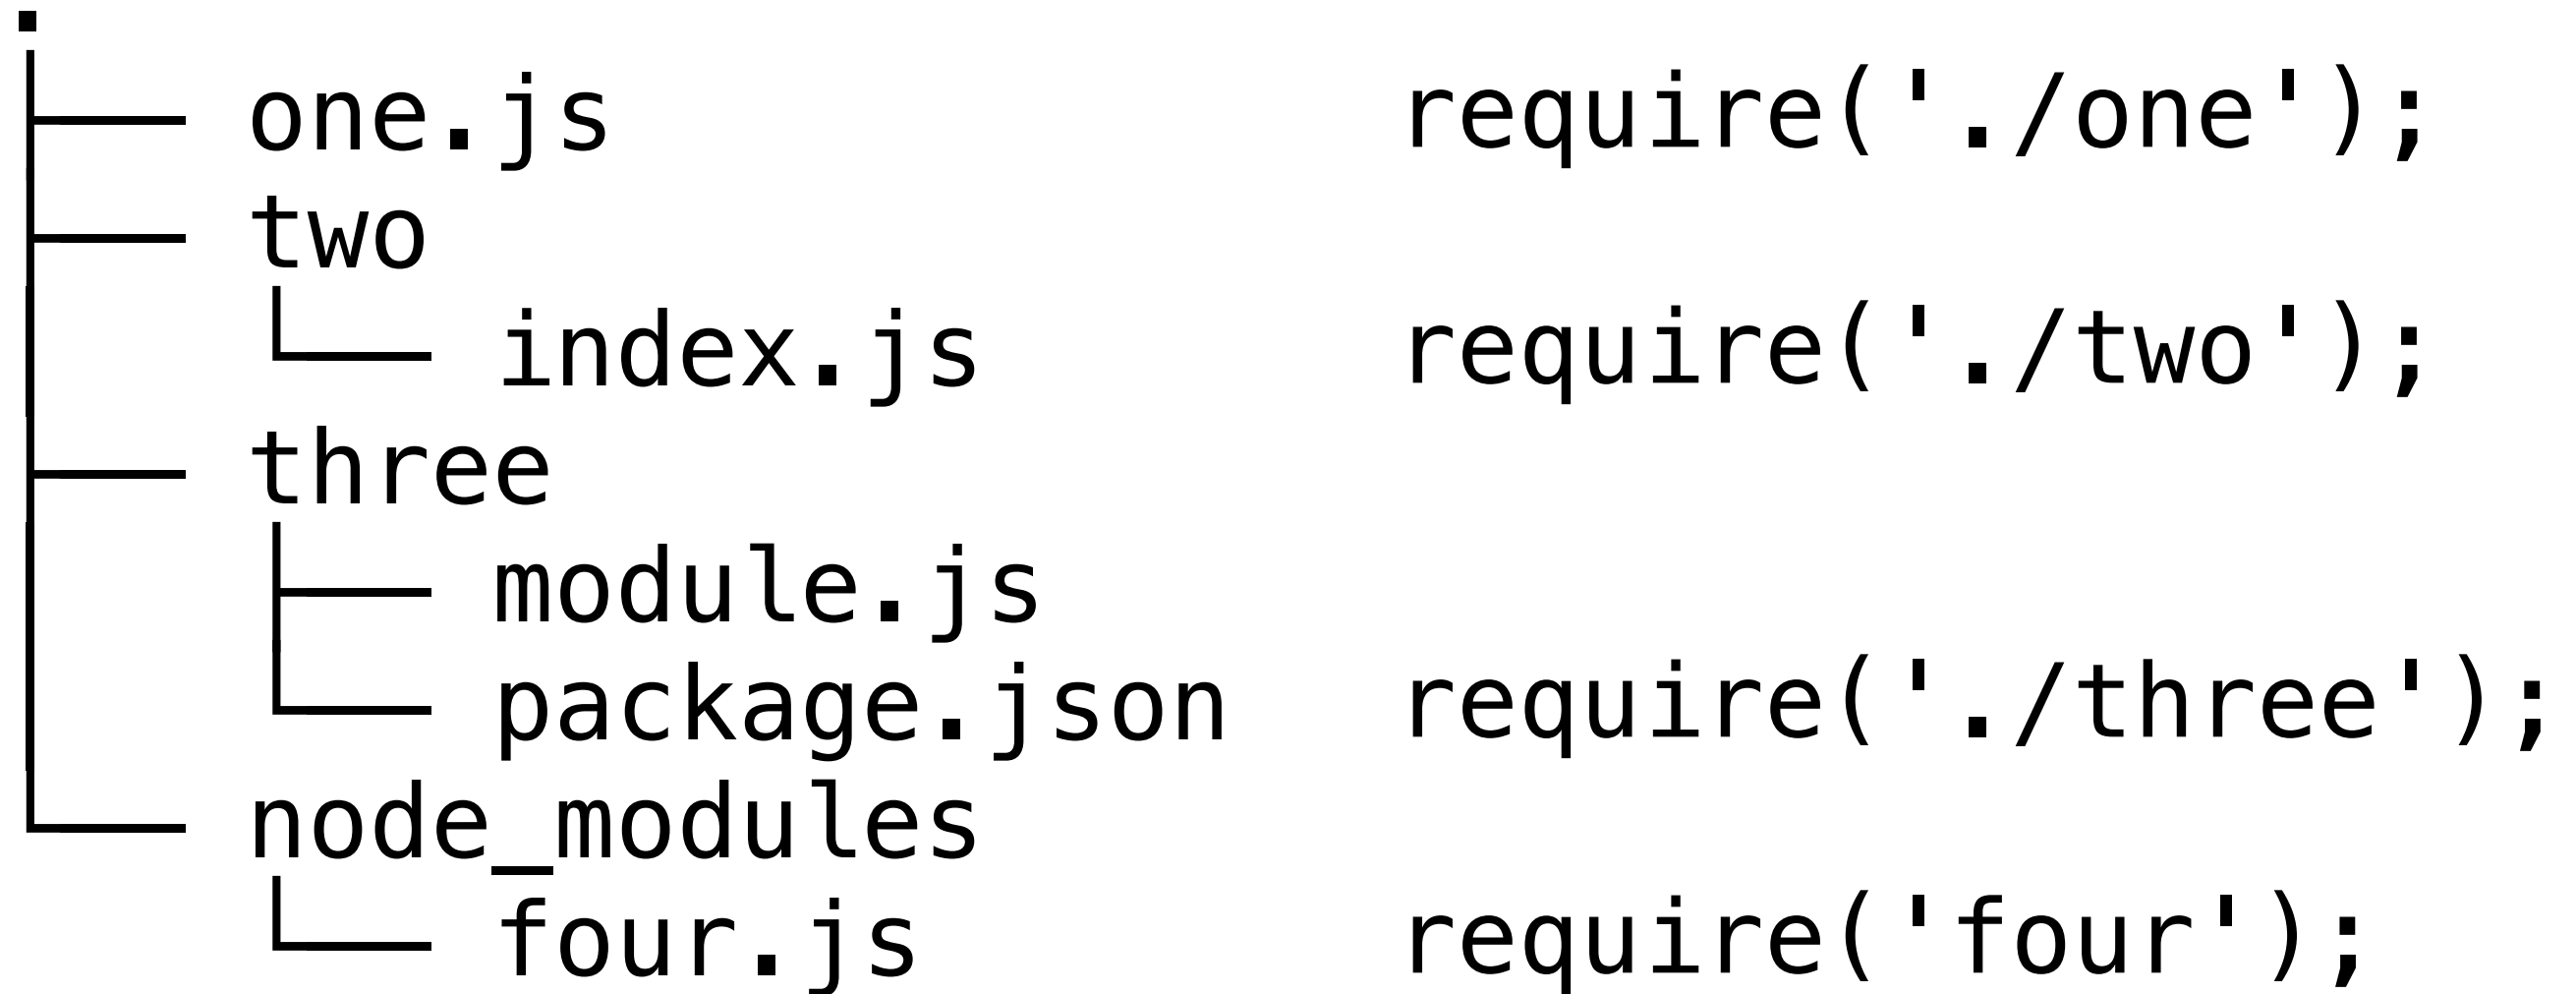 .
one.js require('./one');
two
index.js require('./two');
three
module.js
package.json require('./three');
node_modules
four.js require('four');